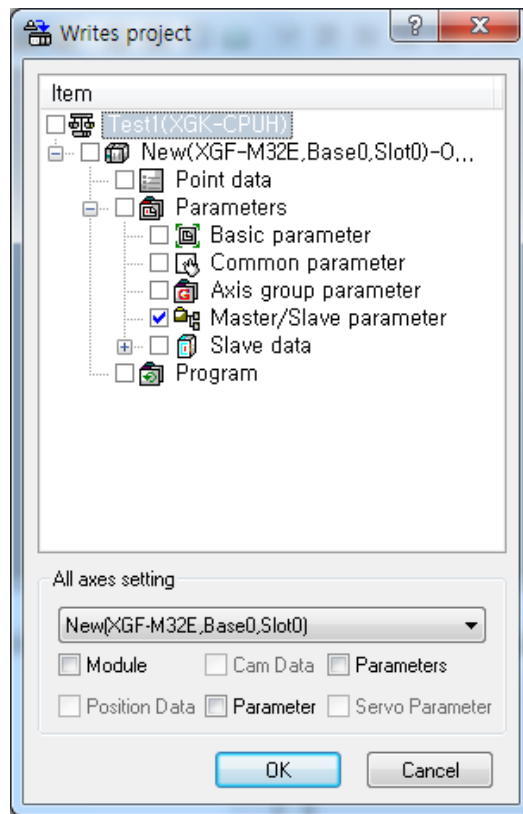 Writes project
Item
Test1(XGK-CPUH)
New(XGF-M32E,Base0,Slot0)-O,,,
Point data
Parameters
Basic parameter
Common parameter
Axis group parameter
Master/Slave parameter
Slave data
Program
All axes setting
New(XGF-M32E,Base0,Slot0)
Module Cam Data Parameters
Position Data Parameter Servo Parameter
OK Cancel